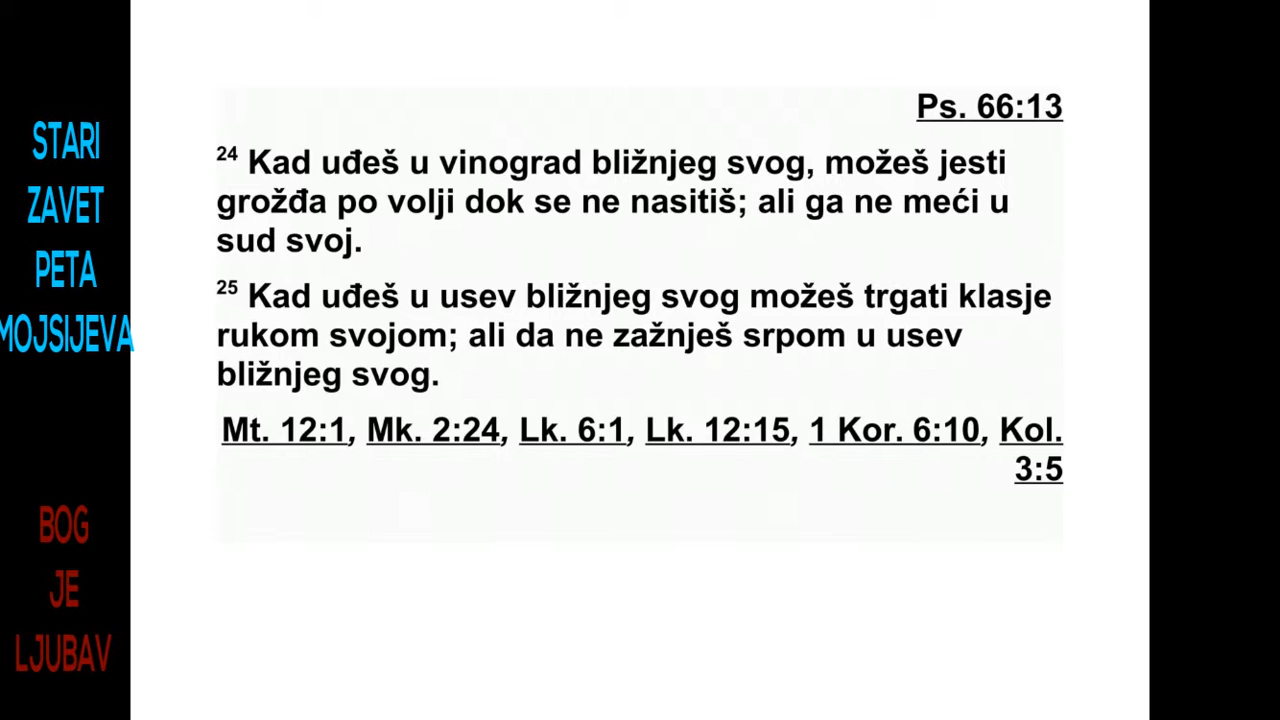 STARI
ZAVET
PETA
MOJSIJEVA
BOG
JE
LJUBAV
Ps. 66:13
24 Kad uđeš u vinograd bližnjeg svog, možeš jesti
grožđa po volji dok se ne nasitiš; ali ga ne meći u
sud svoj.
25 Kad uđeš u usev bližnjeg svog možeš trgati klasje
rukom svojom; ali da ne zažnješ srpom u usev
bližnjeg svog.
Mt. 12:1, Mk. 2:24, Lk. 6:1, Lk. 12:15, 1 Kor. 6:10, Kol.
3:5